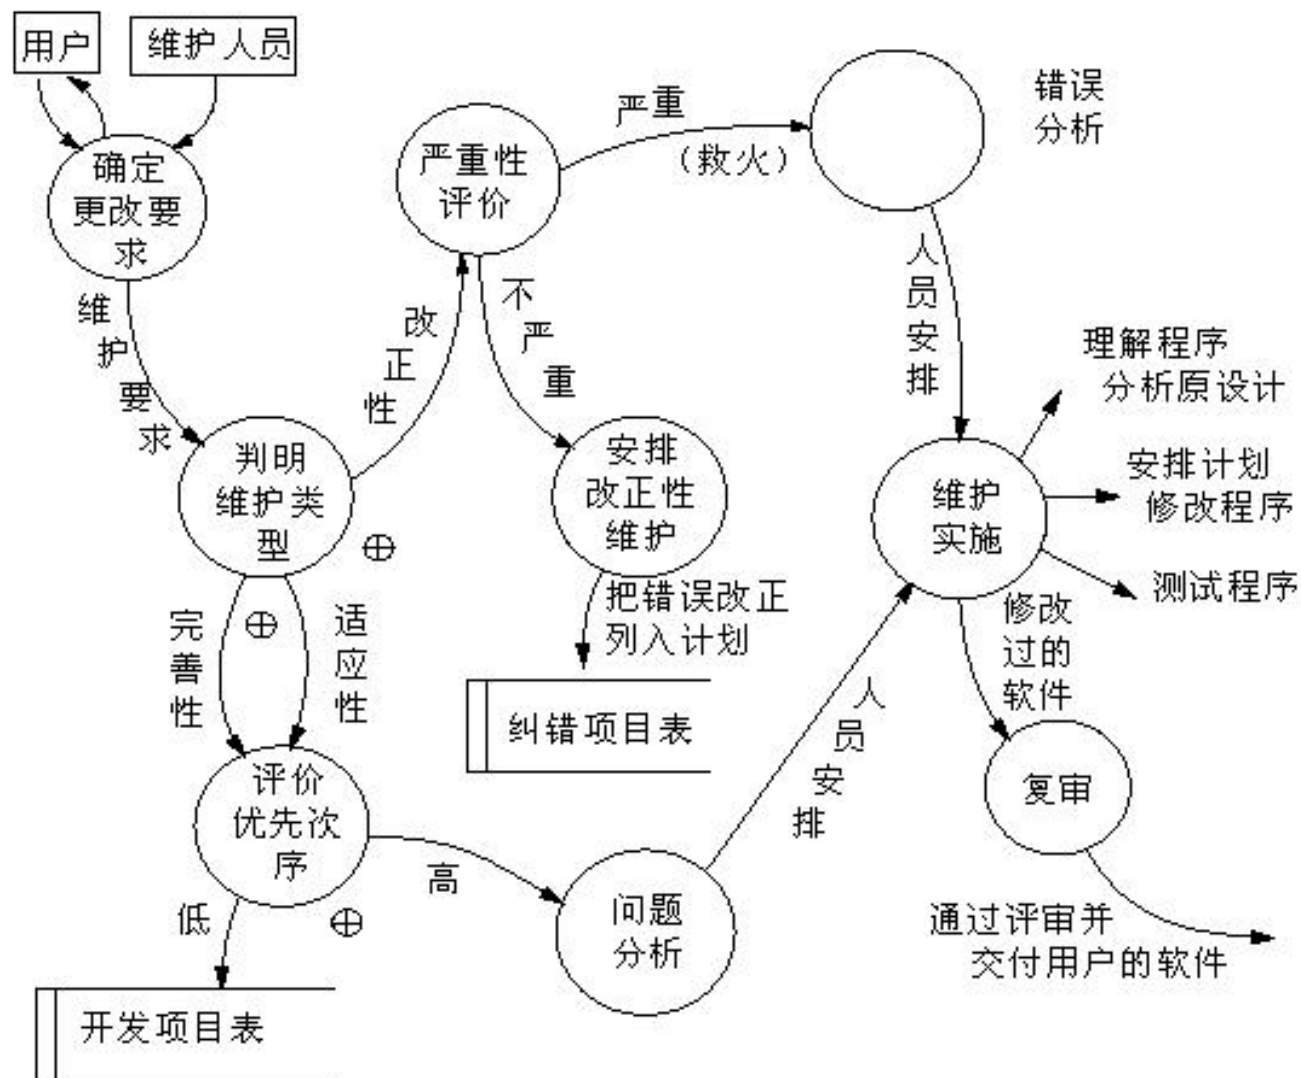 用户
维护人员
确定
更改要
求
维护要求
判明
维护类
型
改正性
严重性
评价
严重
（救火）
错误
分析
不严重
安排
改正性
维护
把错误改正
列入计划
纠错项目表
人员安排
维护
实施
理解程序
分析原设计
安排计划
修改程序
测试程序
修改
过的
软件
复审
通过评审并
交付用户的软件
完善性
适应性
评价
优先次
序
高
低
开发项目表
问题
分析
人员安排